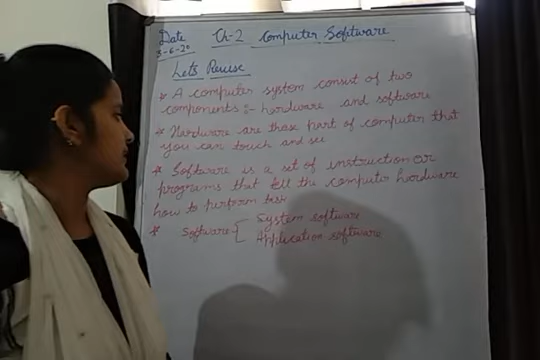 Date Ch-2 Computer Software
3-6-20
Lets Revise
* A computer system consist of two
components :- hardware and software
* Hardware are those part of computer that
you can touch and see
* Software is a set of instruction or
programs that tell the computer hardware
how to perform task
* Software [ System software
Application software